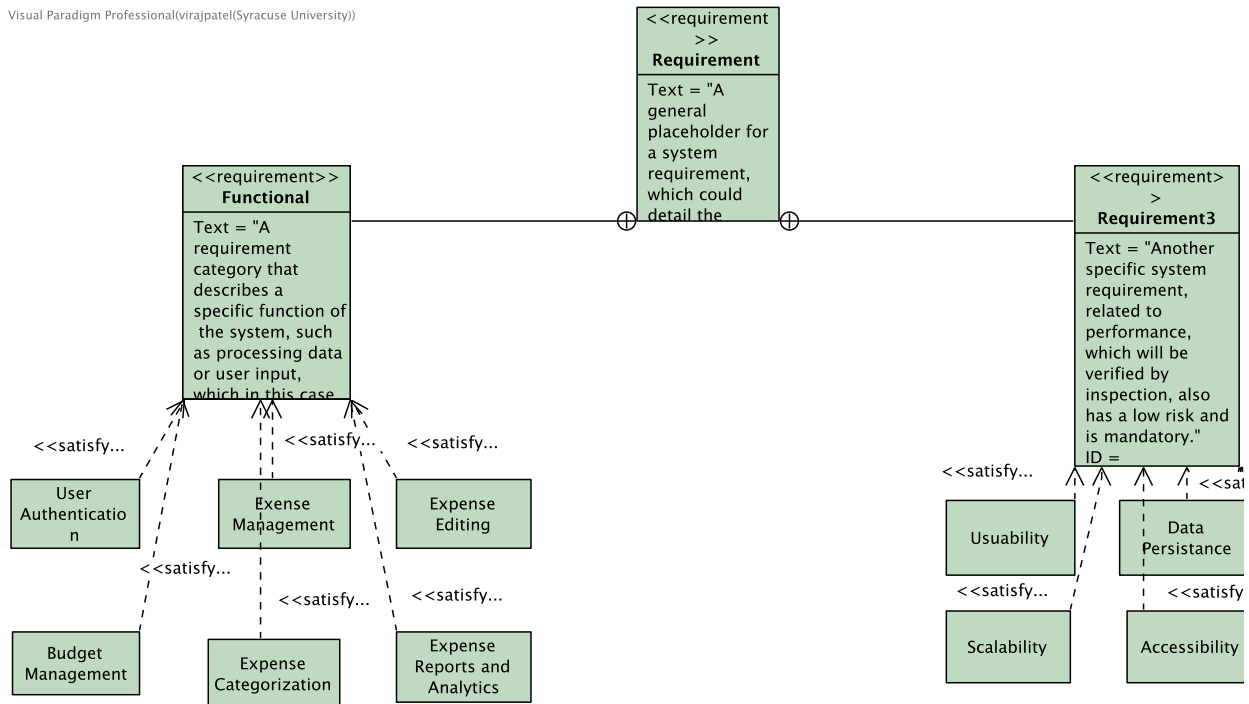 Visual Paradigm Professional(virajpatel(Syracuse University))
<<requirement
>>
Requirement
Text = "A
general
placeholder for
a system
requirement,
which could
detail the
<<requirement>>
Functional
Text = "A
requirement
category that
describes a
specific function of
the system, such
as processing data
or user input,
which in this case
<<requirement>
>
Requirement3
Text = "Another
specific system
requirement,
related to
performance,
which will be
verified by
inspection, also
has a low risk and
is mandatory."
ID =
<<satisfy...
<<satisfy...
<<satisfy...
<<satisfy...
<<sat
User
Authenticatio
n
Exense
Management
Expense
Editing
Usuability
Data
Persistance
<<satisfy...
<<satisfy...
<<satisfy...
<<satisfy...
<<satisfy
Budget
Management
Expense
Categorization
Expense
Reports and
Analytics
Scalability
Accessibility